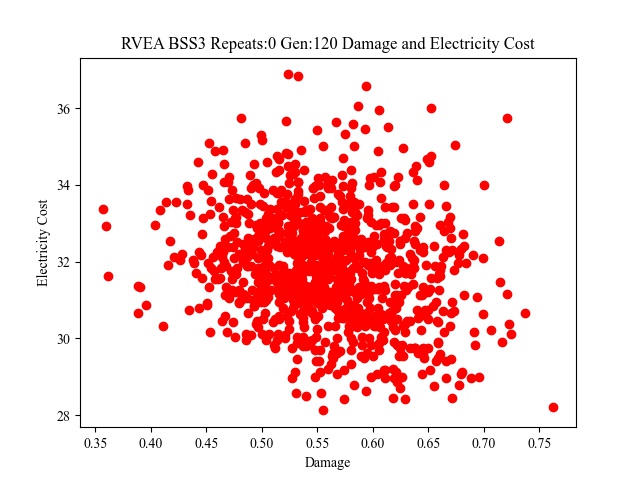 RVEA BSS3 Repeats:0 Gen:120 Damage and Electricity Cost
36
34
32
30
28
Electricity Cost
0.35 0.40 0.45 0.50 0.55 0.60 0.65 0.70 0.75
Damage